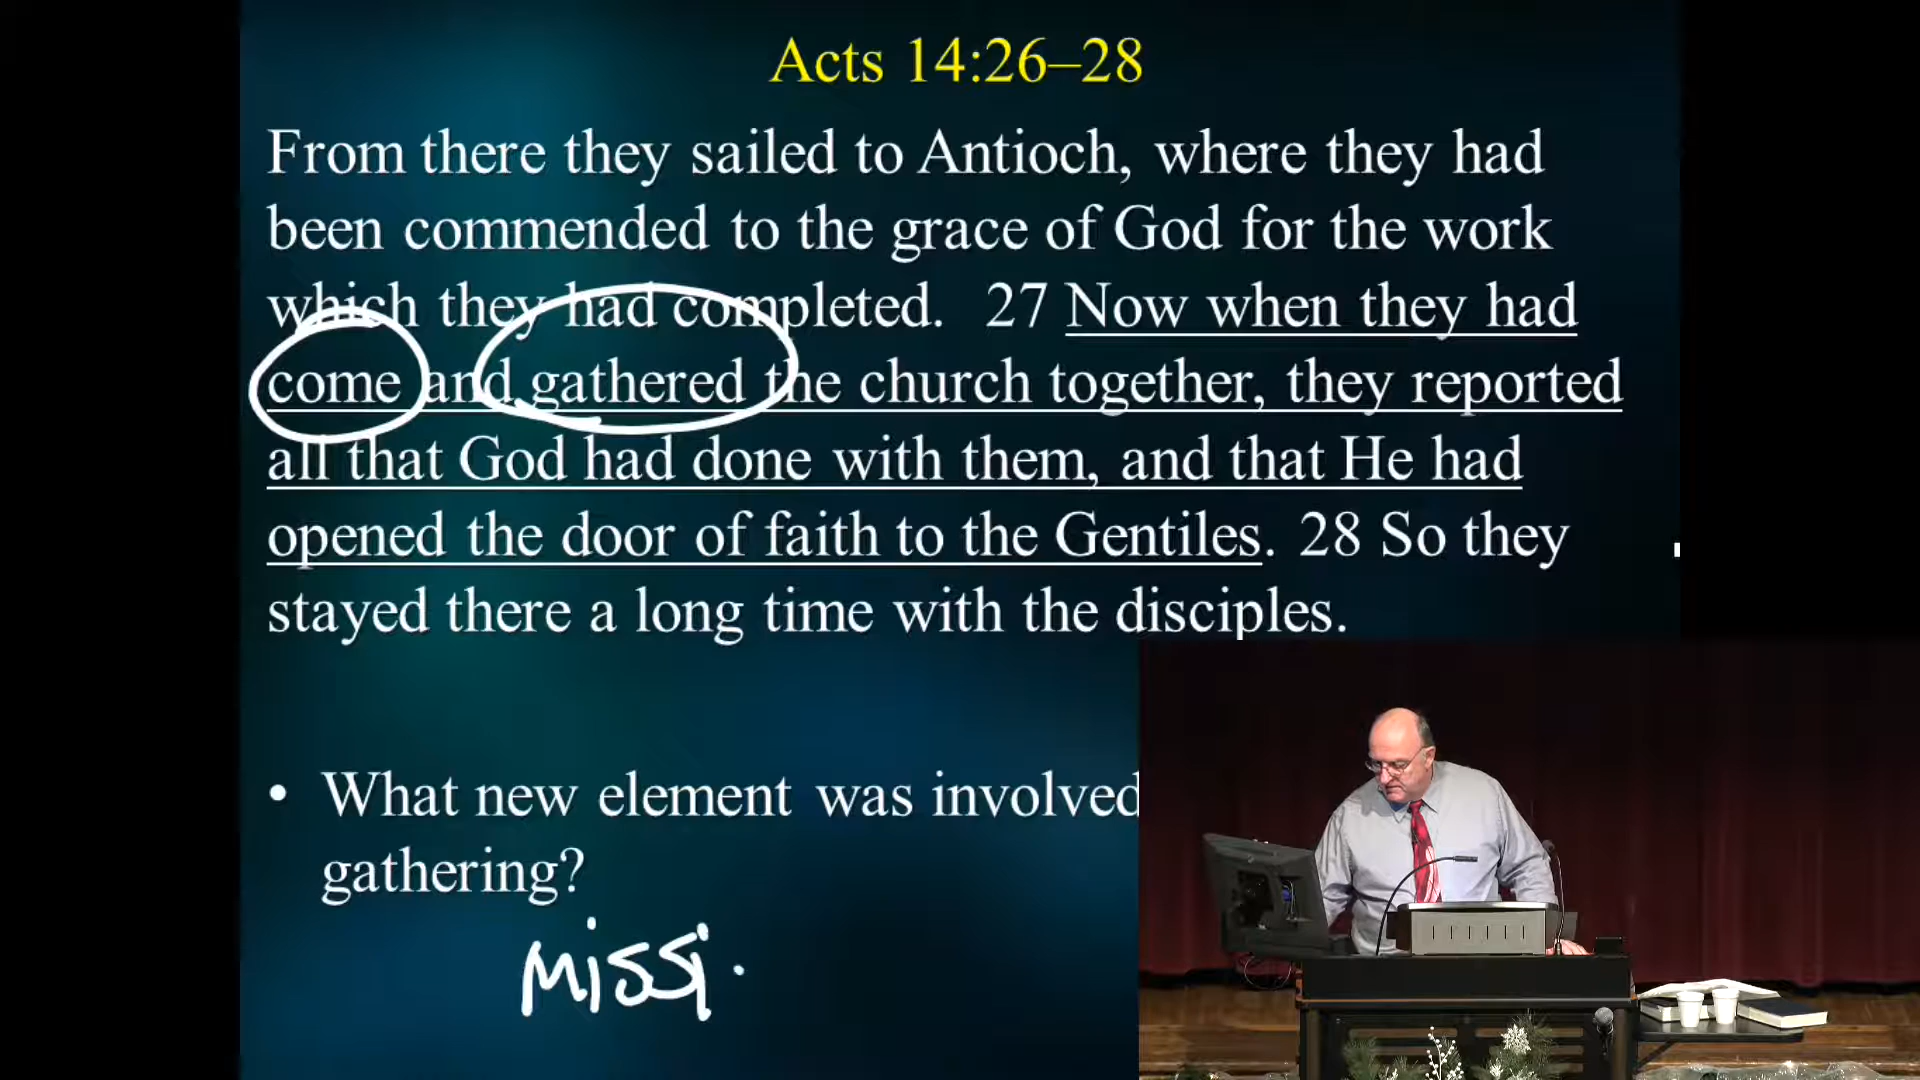 Acts 14:26–28
From there they sailed to Antioch, where they had
been commended to the grace of God for the work
which they had completed. 27 Now when they had
come and gathered the church together, they reported
all that God had done with them, and that He had
opened the door of faith to the Gentiles. 28 So they
stayed there a long time with the disciples.
• What new element was involved
gathering?
Missi.